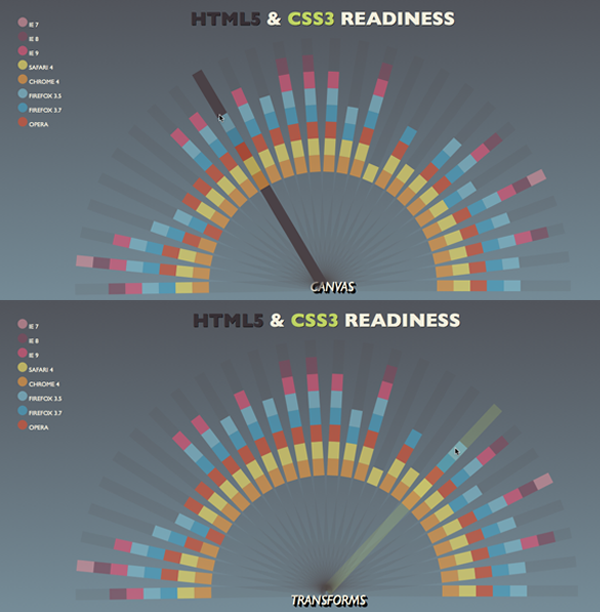 HTML5 & CSS3 READINESS
IE 7
IE 8
IE 9
SAFARI 4
CHROME 4
FIREFOX 3.5
FIREFOX 3.7
OPERA
CANVAS
HTML5 & CSS3 READINESS
IE 7
IE 8
IE 9
SAFARI 4
CHROME 4
FIREFOX 3.5
FIREFOX 3.7
OPERA
TRANSFORMS